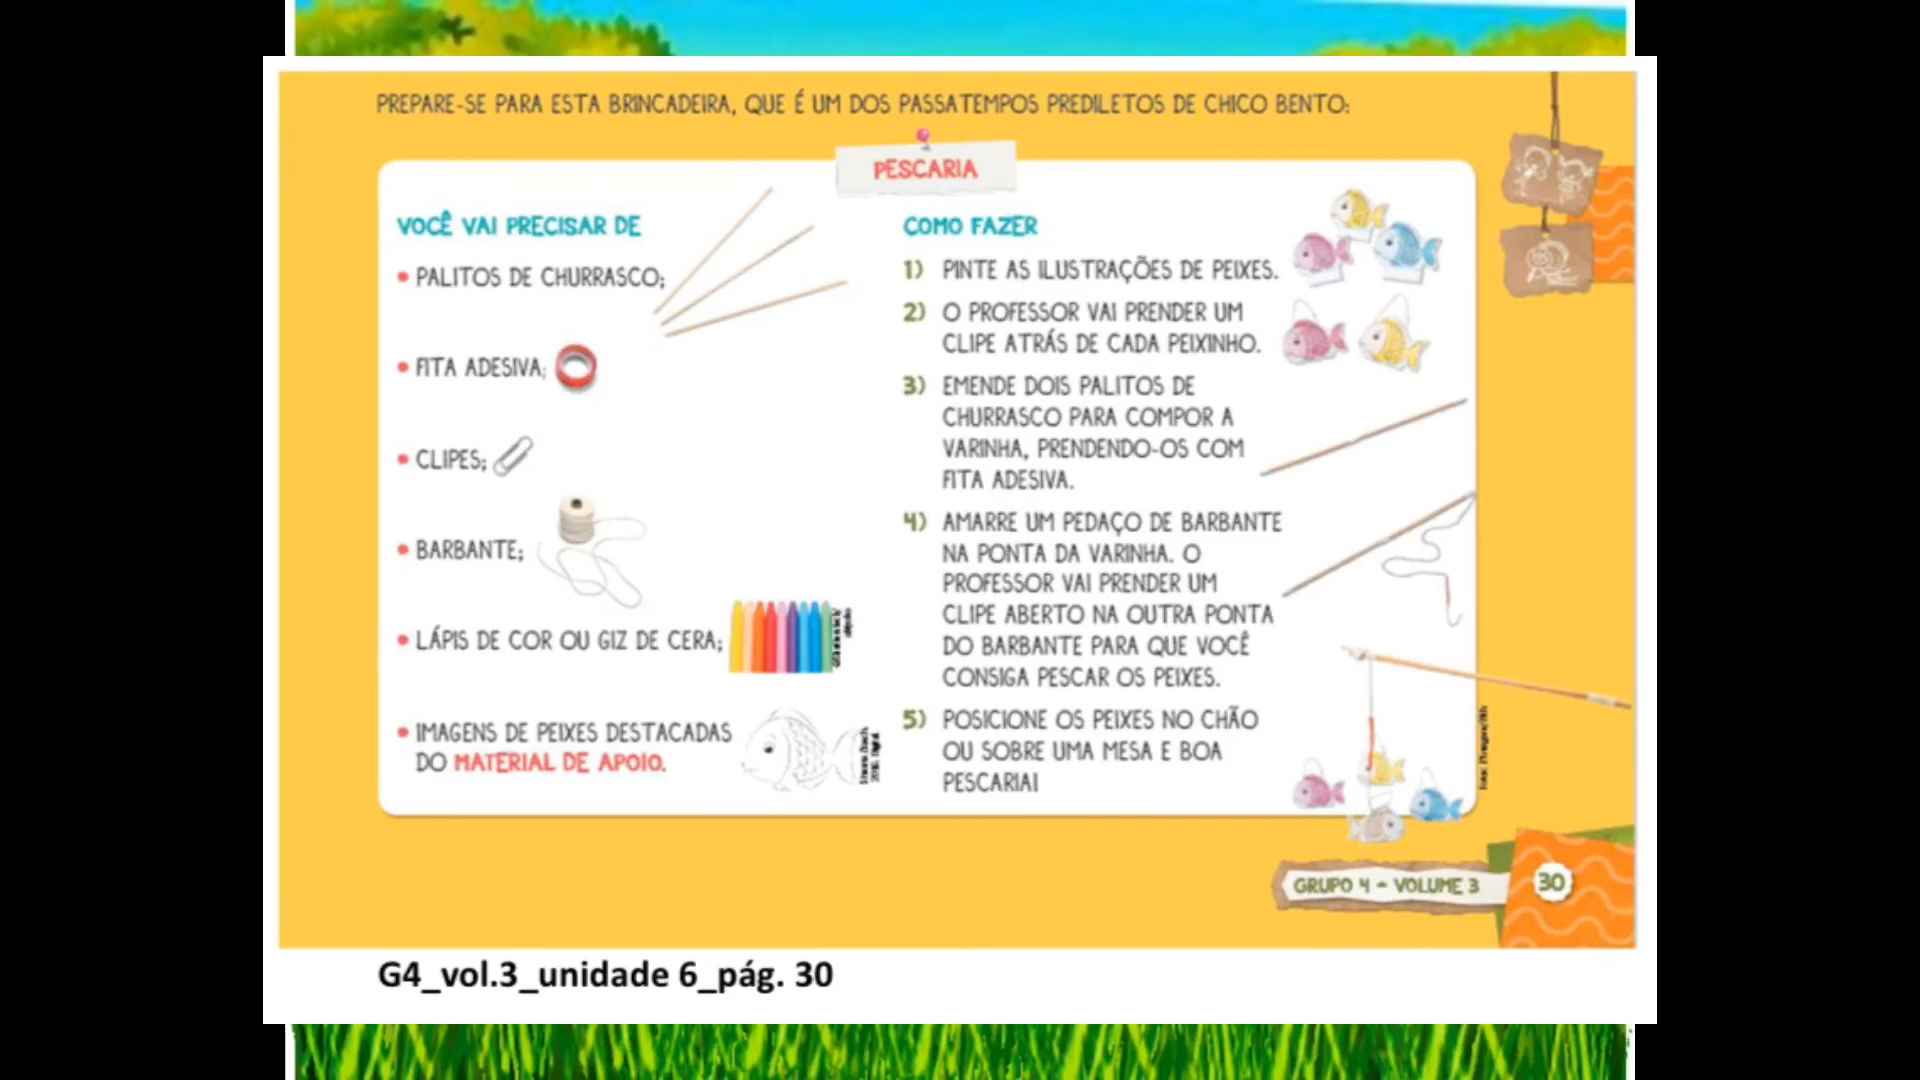 PREPARE-SE PARA ESTA BRINCADEIRA, QUE É UM DOS PASSATEMPOS PREDILETOS DE CHICO BENTO:
PESCARIA
VOCÊ VAI PRECISAR DE
• PALITOS DE CHURRASCO;
• FITA ADESIVA;
• CLIPES;
• BARBANTE;
• LÁPIS DE COR OU GIZ DE CERA;
• IMAGENS DE PEIXES DESTACADAS
DO MATERIAL DE APOIO.
COMO FAZER
1) PINTE AS ILUSTRAÇÕES DE PEIXES.
2) O PROFESSOR VAI PRENDER UM
CLIPE ATRÁS DE CADA PEIXINHO.
3) EMENDE DOIS PALITOS DE
CHURRASCO PARA COMPOR A
VARINHA, PRENDENDO-OS COM
FITA ADESIVA.
4) AMARRE UM PEDAÇO DE BARBANTE
NA PONTA DA VARINHA. O
PROFESSOR VAI PRENDER UM
CLIPE ABERTO NA OUTRA PONTA
DO BARBANTE PARA QUE VOCÊ
CONSIGA PESCAR OS PEIXES.
5) POSICIONE OS PEIXES NO CHÃO
OU SOBRE UMA MESA E BOA
PESCARIA!
GRUPO 4 - VOLUME 3
30
G4_vol.3_unidade 6_pág. 30